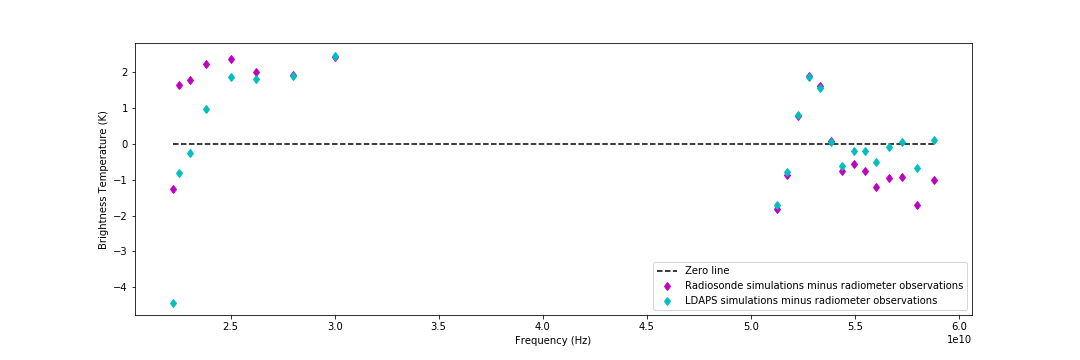 2
1
0
−1
−2
−3
−4
Brightness Temperature (K)
2.5 3.0 3.5 4.0 4.5 5.0 5.5 6.0
1e10
Frequency (Hz)
Zero line
Radiosonde simulations minus radiometer observations
LDAPS simulations minus radiometer observations